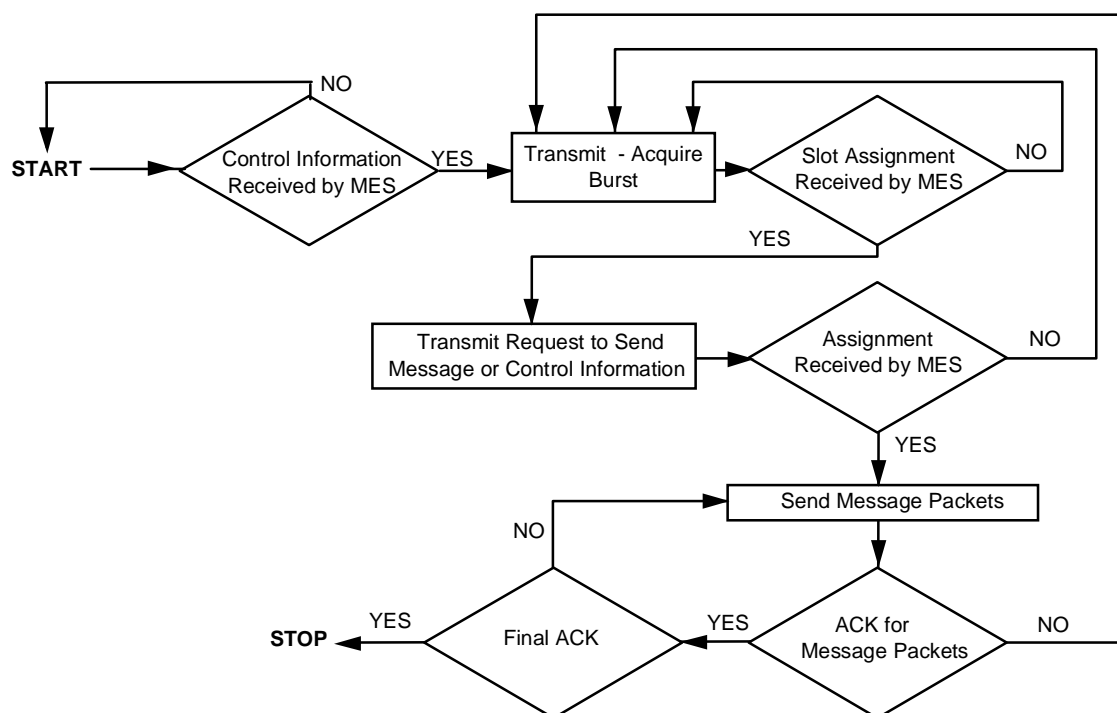 NO
START
Control Information
Received by MES
YES
Transmit - Acquire
Burst
Slot Assignment
Received by MES
NO
YES
Transmit Request to Send
Message or Control Information
Assignment
Received by MES
NO
YES
Send Message Packets
NO
STOP
YES
Final ACK
YES
ACK for
Message Packets
NO